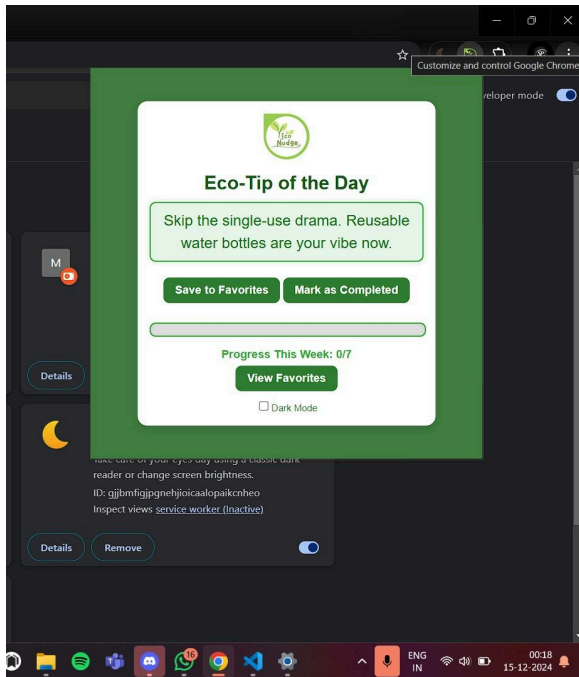 Customize and control Google Chrome
veloper mode
Eco
Nudge
Eco-Tip of the Day
Skip the single-use drama. Reusable
water bottles are your vibe now.
Save to Favorites Mark as Completed
Progress This Week: 0/7
View Favorites
Dark Mode
M
Details
Take care of your eyes day using a classic dark
reader or change screen brightness.
ID: gjjbmfigjpgnehjioicaalopaikcnheo
Inspect views service worker (Inactive)
Details Remove
16
ENG
IN
00:18
15-12-2024